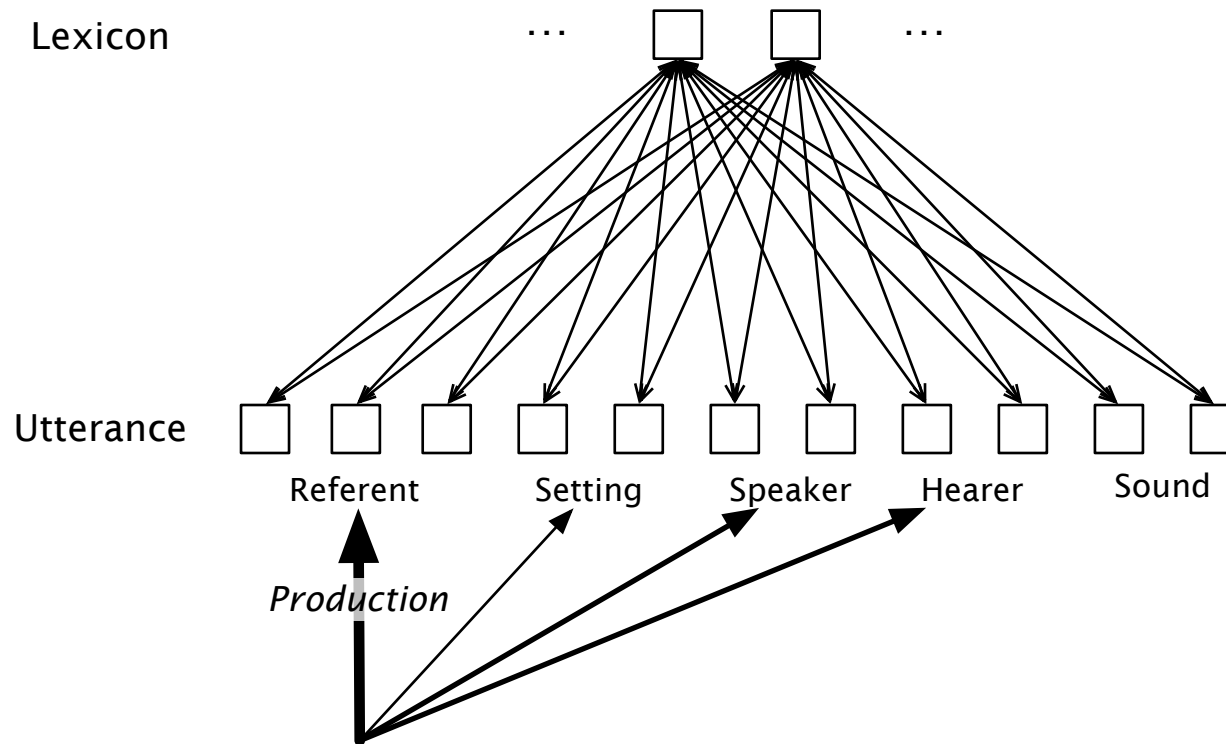 Lexicon ... ...
Utterance
Referent Setting Speaker Hearer Sound
Production